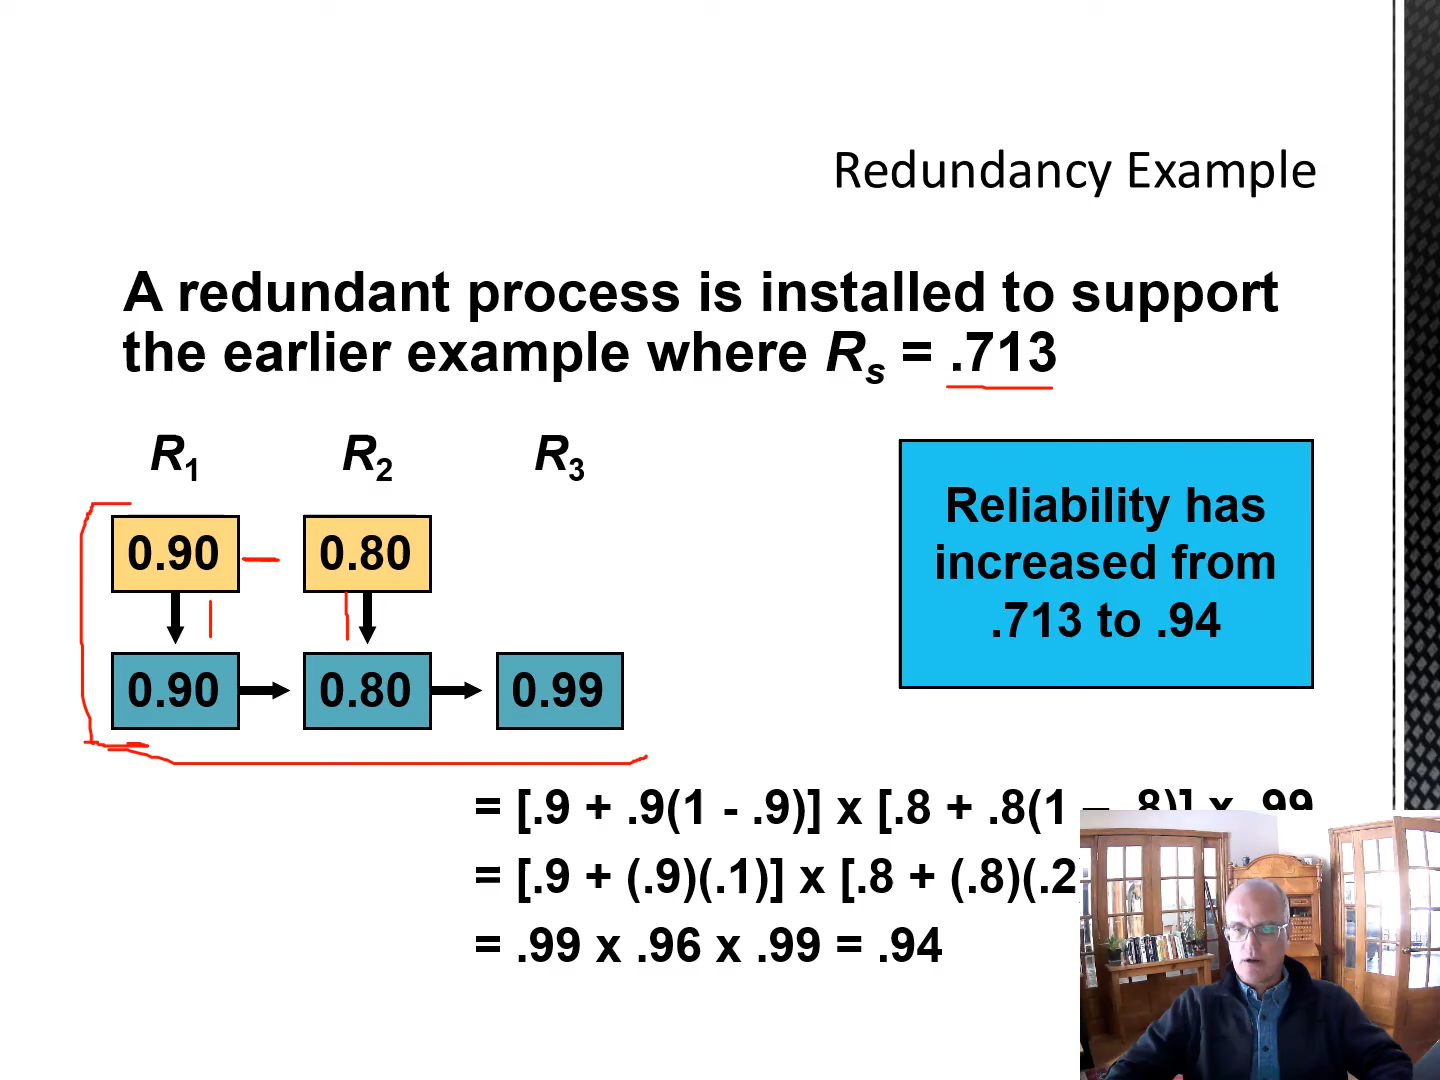 Redundancy Example
A redundant process is installed to support
the earlier example where Rs = .713
R1 R2 R3
0.90 0.80
0.90 0.80 0.99
Reliability has
increased from
.713 to .94
= [.9 + .9(1 - .9)] x [.8 + .8(1 – .8)] x .99
= [.9 + (.9)(.1)] x [.8 + (.8)(.2
= .99 x .96 x .99 = .94